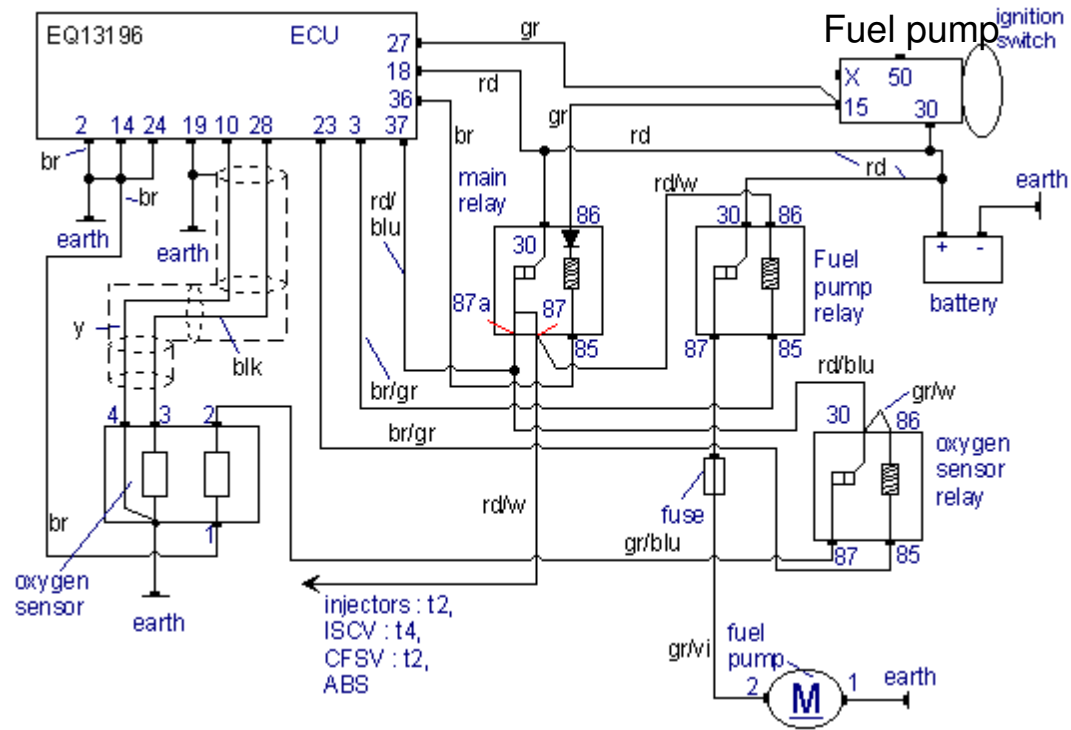 Fuel pump
ignition
switch
EQ13196
ECU
27
18
36
37
2
14
24
19
10
28
23
3
gr
rd
br
gr
rd
X
50
15
30
br
br
earth
earth
rd/
blu
main
relay
30
86
87a
87
85
rd/w
30
86
Fuel
pump
relay
87
85
rd
earth
+
-
battery
y
blk
br/gr
br/gr
rd/blu
gr/w
30
86
oxygen
sensor
relay
87
85
4
3
2
1
br
oxygen
sensor
earth
rd/w
fuse
gr/blu
injectors : t2,
ISCV : t4,
CFSV : t2,
ABS
gr/vi
fuel
pump
2
M
1
earth